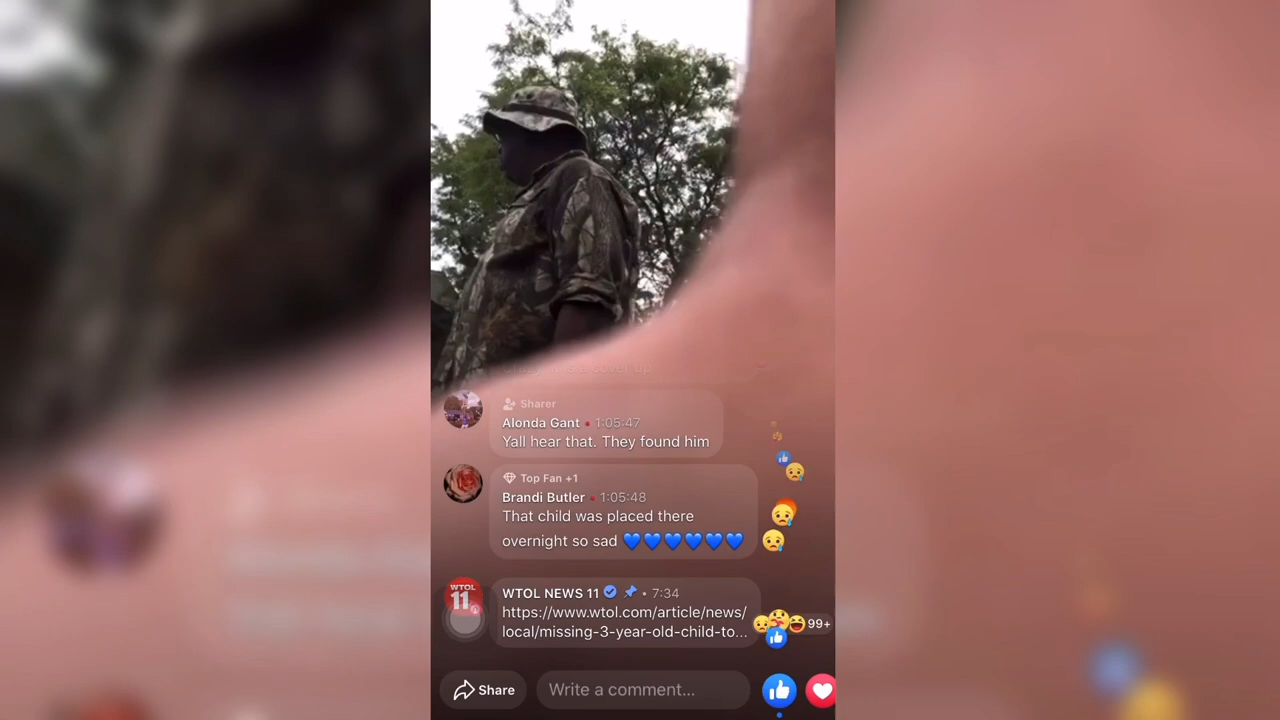 Sharer
Alonda Gant • 1:05:47
Yall hear that. They found him
Top Fan +1
Brandi Butler • 1:05:48
That child was placed there
overnight so sad 💙💙💙💙💙💙
WTOL
11
WTOL NEWS 11 • 7:34
https://www.wtol.com/article/news/
local/missing-3-year-old-child-to...
99+
Share
Write a comment...